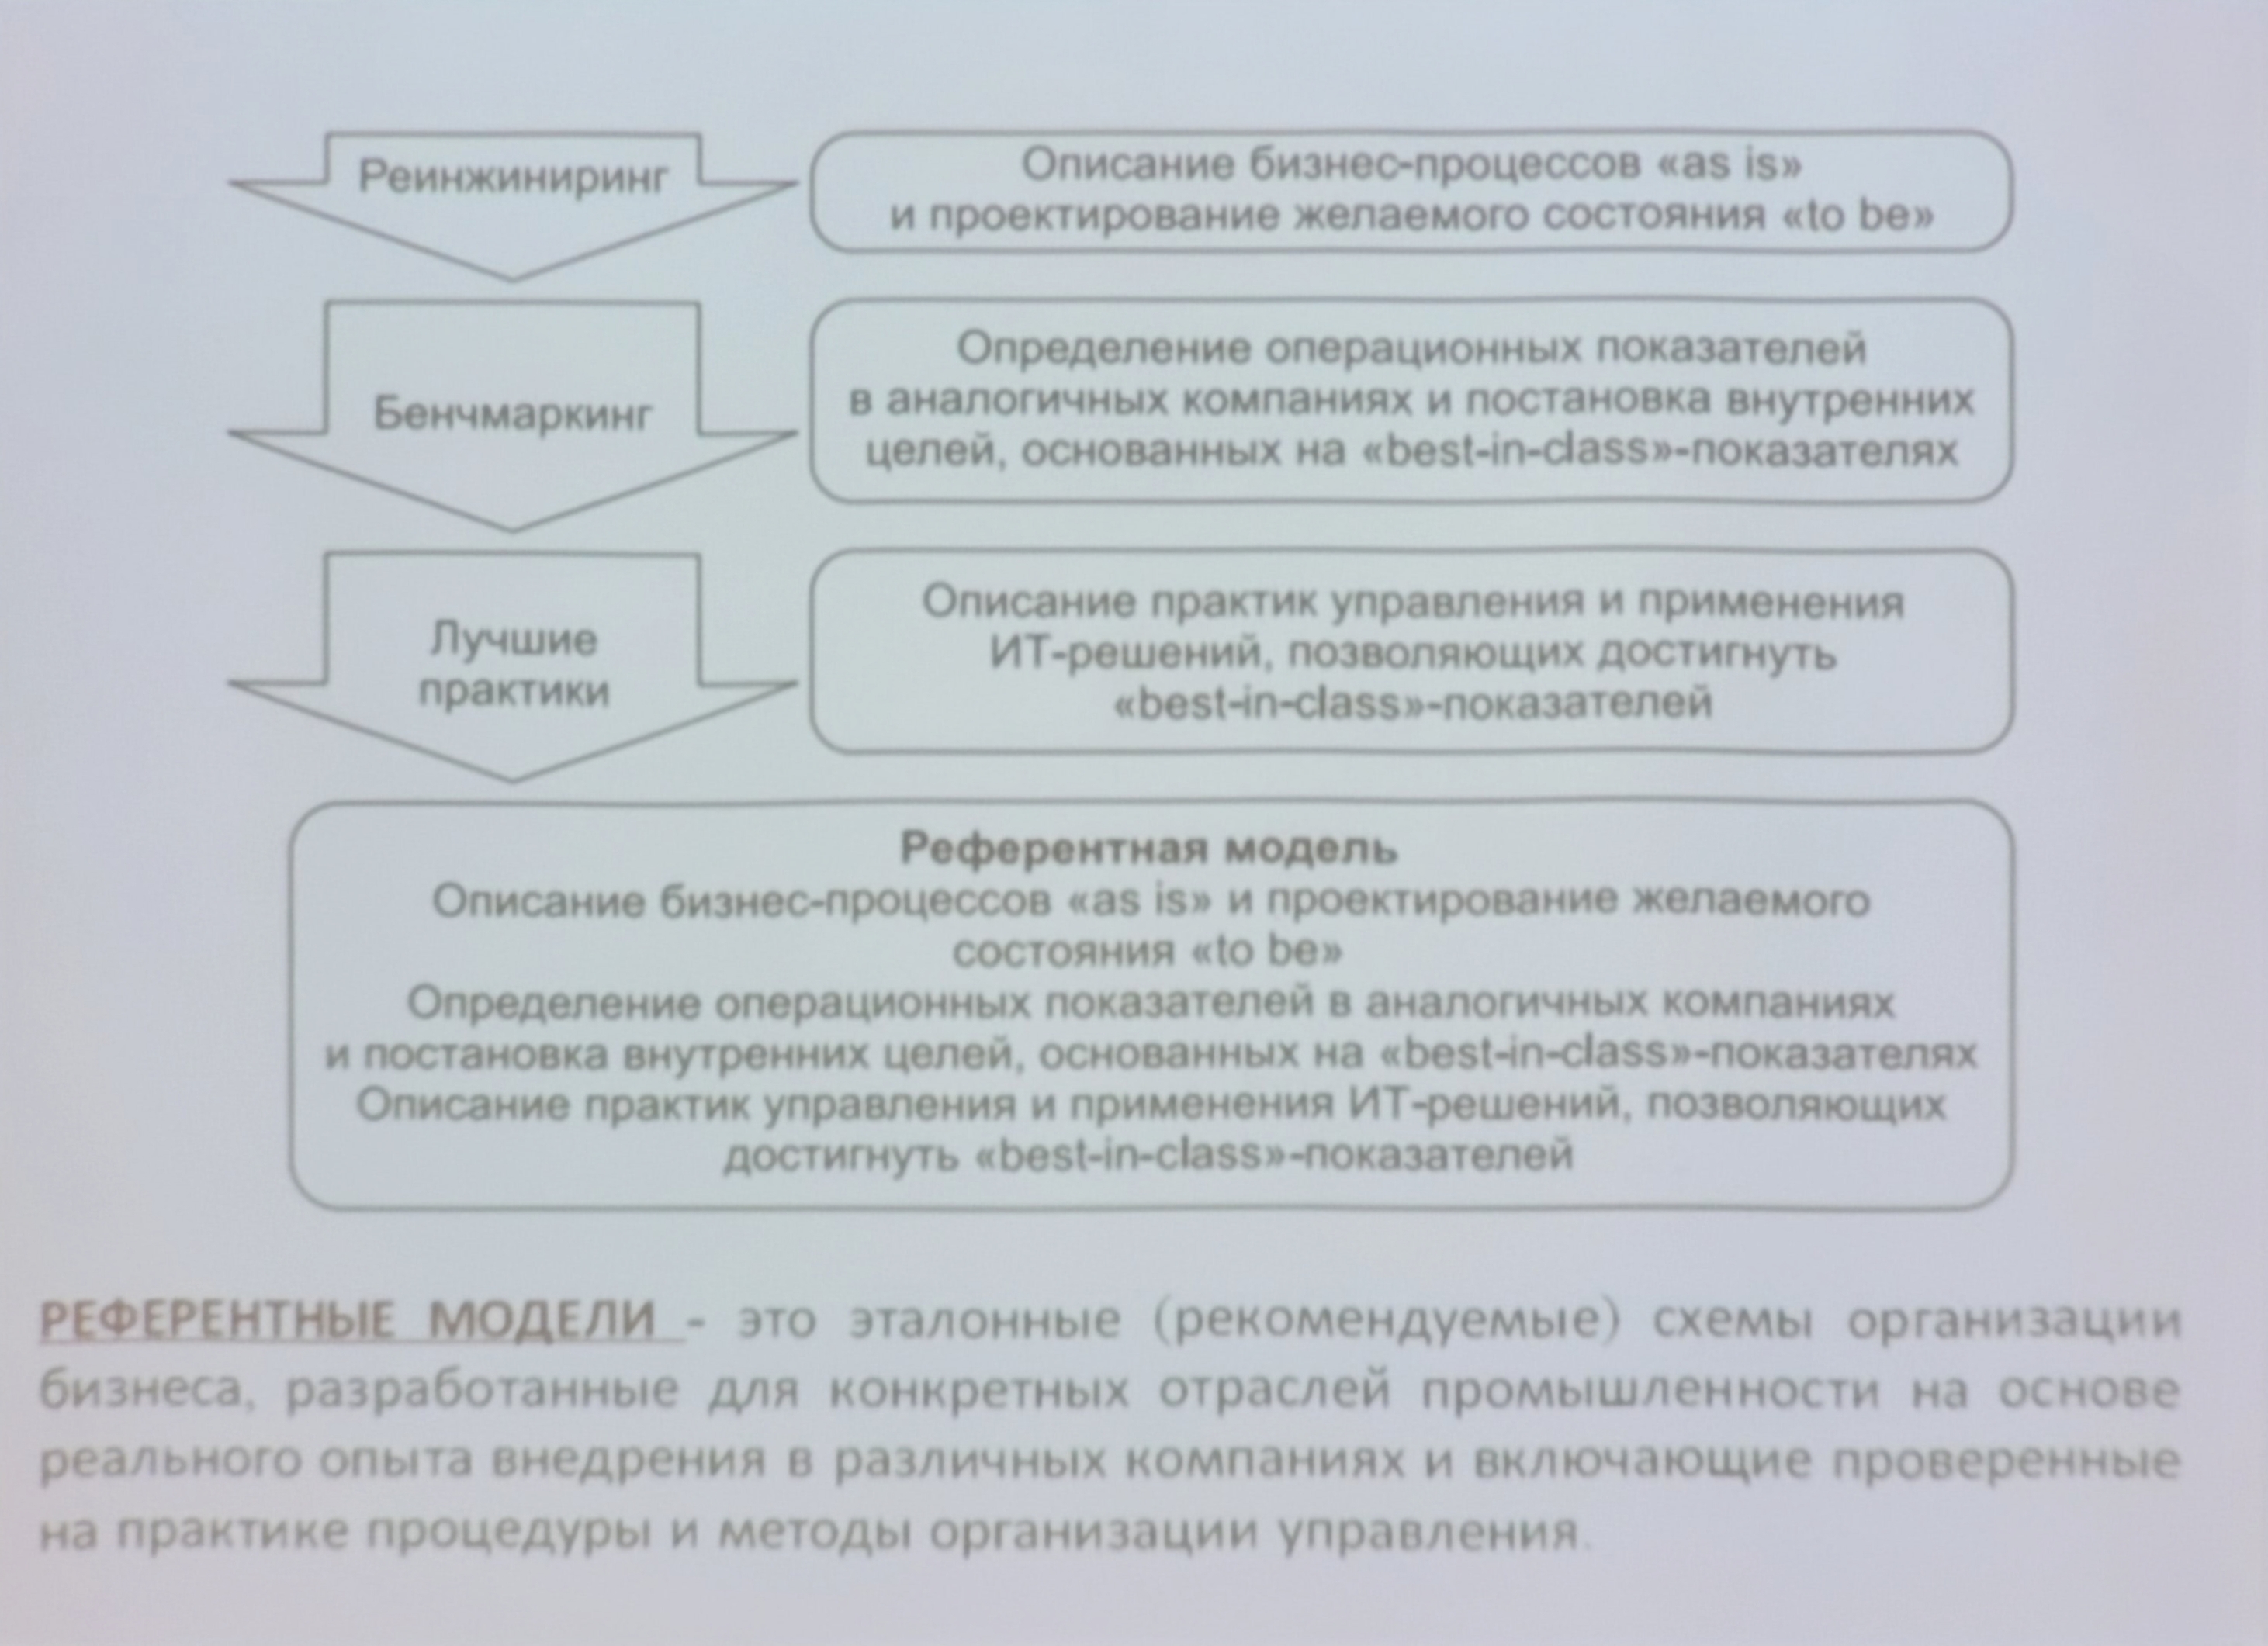 Реинжиниринг
Описание бизнес-процессов «as is»
и проектирование желаемого состояния «to be»
Бенчмаркинг
Определение операционных показателей
в аналогичных компаниях и постановка внутренних
целей, основанных на «best-in-class»-показателях
Лучшие
практики
Описание практик управления и применения
ИТ-решений, позволяющих достигнуть
«best-in-class»-показателей
Референтная модель
Описание бизнес-процессов «as is» и проектирование желаемого
состояния «to be»
Определение операционных показателей в аналогичных компаниях
и постановка внутренних целей, основанных на «best-in-class»-показателях
Описание практик управления и применения ИТ-решений, позволяющих
достигнуть «best-in-class»-показателей
РЕФЕРЕНТНЫЕ МОДЕЛИ - это эталонные (рекомендуемые) схемы организации
бизнеса, разработанные для конкретных отраслей промышленности на основе
реального опыта внедрения в различных компаниях и включающие проверенные
на практике процедуры и методы организации управления.